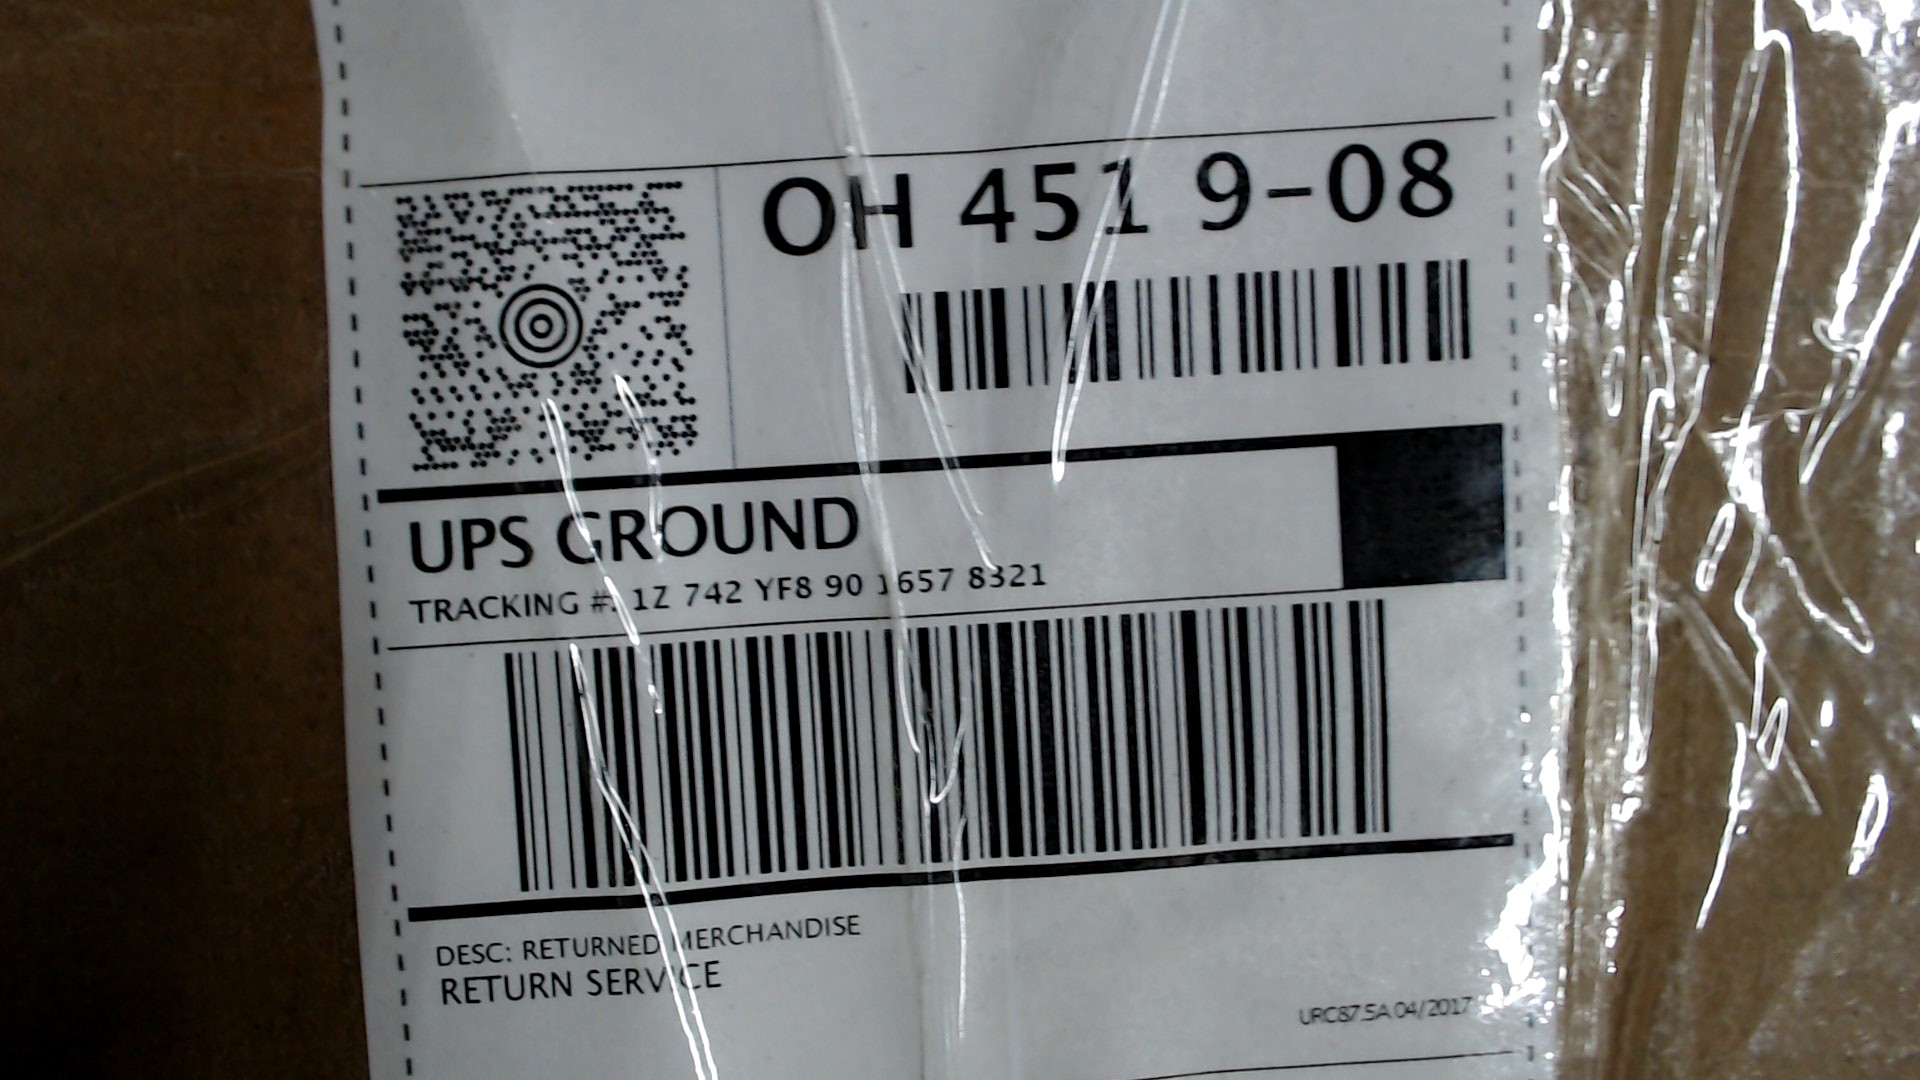 OH 451 9-08
UPS GROUND
TRACKING #: 1Z 742 YF8 90 1657 8321
DESC: RETURNED MERCHANDISE
RETURN SERVICE
URC87.5A 04/2017